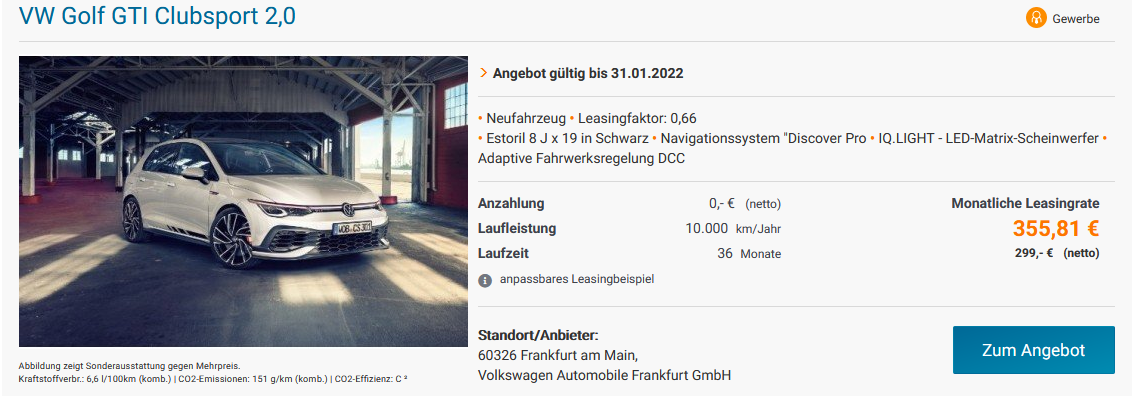 VW Golf GTI Clubsport 2,0
Gewerbe
> Angebot gültig bis 31.01.2022
• Neufahrzeug • Leasingfaktor: 0,66
• Estoril 8 J x 19 in Schwarz • Navigationssystem "Discover Pro • IQ.LIGHT - LED-Matrix-Scheinwerfer •
Adaptive Fahrwerksregelung DCC
Anzahlung 0,- € (netto)
Laufleistung 10.000 km/Jahr
Laufzeit 36 Monate
i anpassbares Leasingbeispiel
Monatliche Leasingrate
355,81 €
299,- € (netto)
WOB CS 301
Standort/Anbieter:
60326 Frankfurt am Main,
Volkswagen Automobile Frankfurt GmbH
Zum Angebot
Abbildung zeigt Sonderausstattung gegen Mehrpreis.
Kraftstoffverbr.: 6,6 l/100km (komb.) | CO2-Emissionen: 151 g/km (komb.) | CO2-Effizienz: C ²